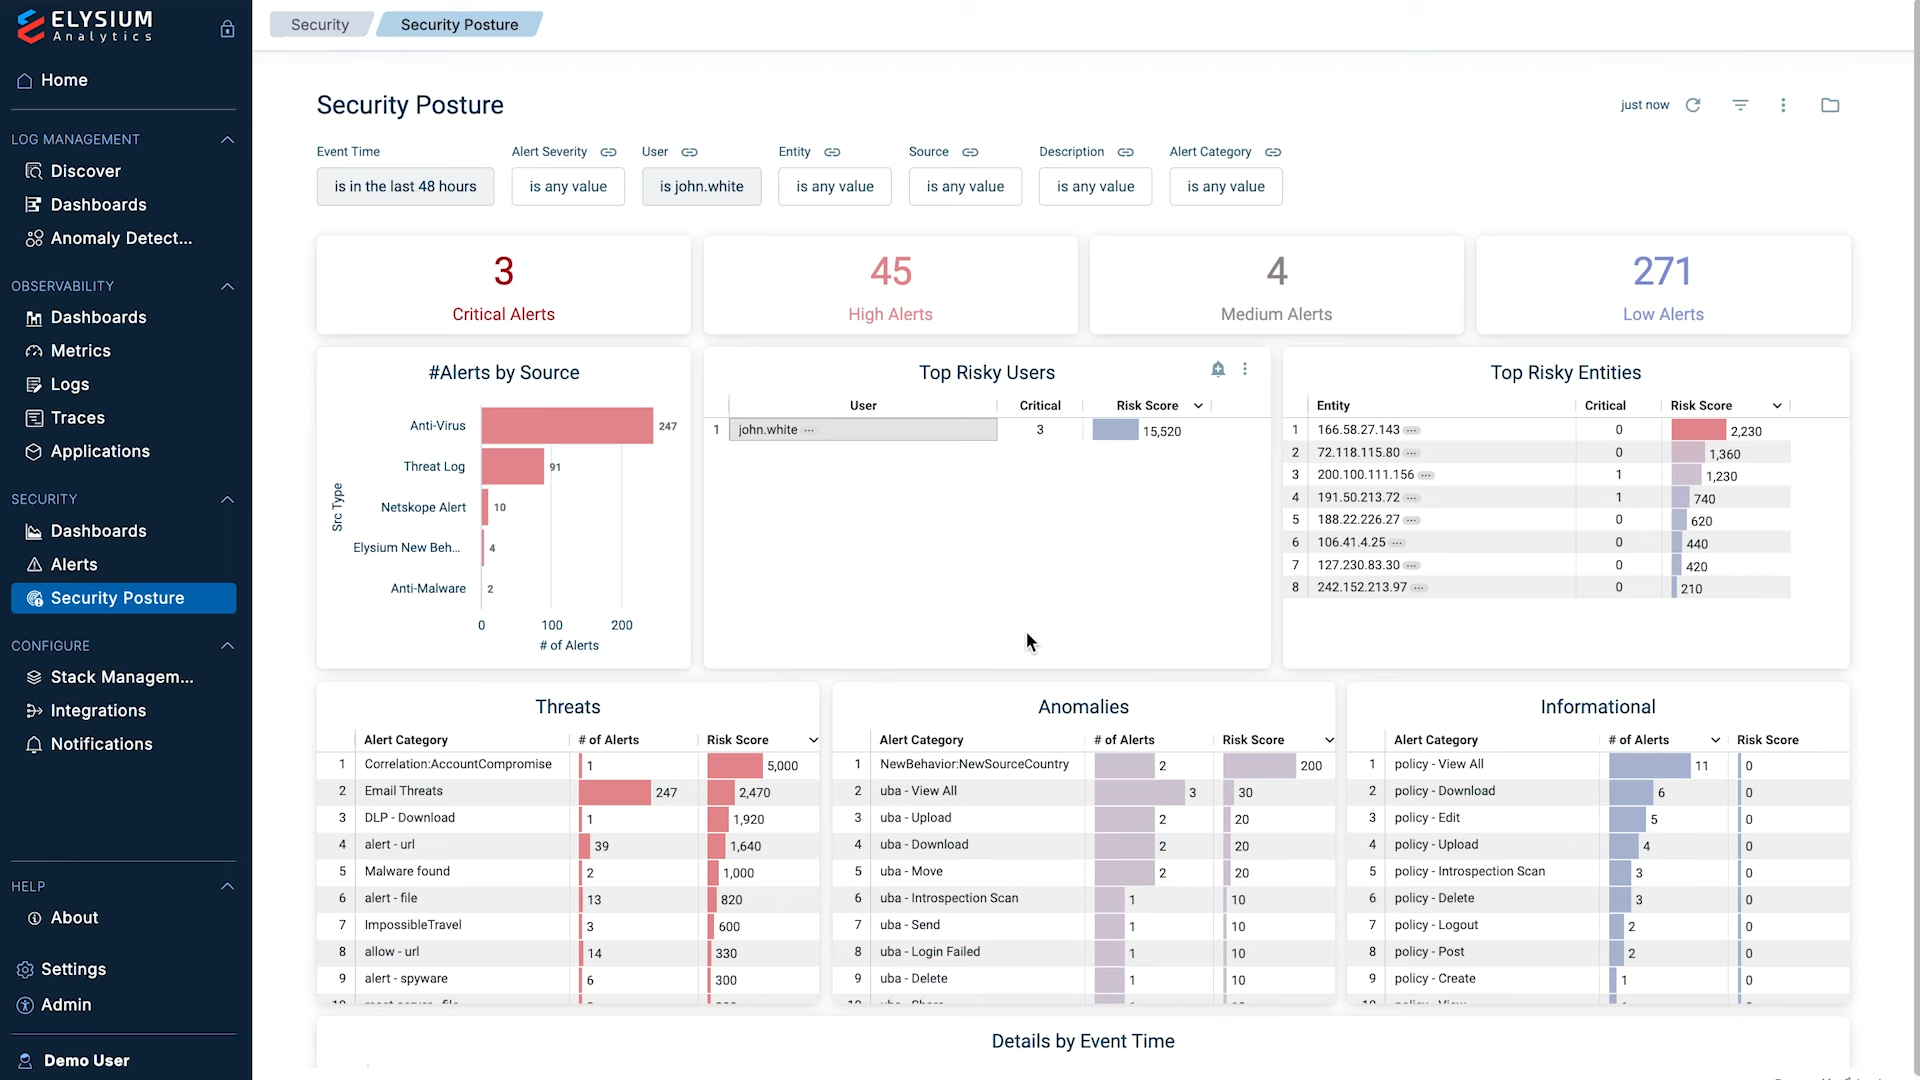 ELYSIUM
Analytics
Home
LOG MANAGEMENT
Discover
Dashboards
Anomaly Detect...
OBSERVABILITY
Dashboards
Metrics
Logs
Traces
Applications
SECURITY
Dashboards
Alerts
Security Posture
CONFIGURE
Stack Managem...
Integrations
Notifications
HELP
About
Settings
Admin
Demo User
Security
Security Posture
Security Posture
just now
Event Time
Alert Severity
User
Entity
Source
Description
Alert Category
is in the last 48 hours
is any value
is john.white
is any value
is any value
is any value
is any value
3
Critical Alerts
45
High Alerts
4
Medium Alerts
271
Low Alerts
#Alerts by Source
Src Type
Anti-Virus 247
Threat Log 91
Netskope Alert 10
Elysium New Beh... 4
Anti-Malware 2
0 100 200
# of Alerts
Top Risky Users
User Critical Risk Score
1 john.white ... 3 15,520
Top Risky Entities
Entity Critical Risk Score
1 166.58.27.143 ... 0 2,230
2 72.118.115.80 ... 0 1,360
3 200.100.111.156 ... 1 1,230
4 191.50.213.72 ... 1 740
5 188.22.226.27 ... 0 620
6 106.41.4.25 ... 0 440
7 127.230.83.30 ... 0 420
8 242.152.213.97 ... 0 210
Threats
Alert Category # of Alerts Risk Score
1 Correlation:AccountCompromise 1 5,000
2 Email Threats 247 2,470
3 DLP - Download 1 1,920
4 alert - url 39 1,640
5 Malware found 2 1,000
6 alert - file 13 820
7 ImpossibleTravel 3 600
8 allow - url 14 330
9 alert - spyware 6 300
Anomalies
Alert Category # of Alerts Risk Score
1 NewBehavior:NewSourceCountry 2 200
2 uba - View All 3 30
3 uba - Upload 2 20
4 uba - Download 2 20
5 uba - Move 2 20
6 uba - Introspection Scan 1 10
7 uba - Send 1 10
8 uba - Login Failed 1 10
9 uba - Delete 1 10
Informational
Alert Category # of Alerts Risk Score
1 policy - View All 11 0
2 policy - Download 6 0
3 policy - Edit 5 0
4 policy - Upload 4 0
5 policy - Introspection Scan 3 0
6 policy - Delete 3 0
7 policy - Logout 2 0
8 policy - Post 2 0
9 policy - Create 1 0
Details by Event Time